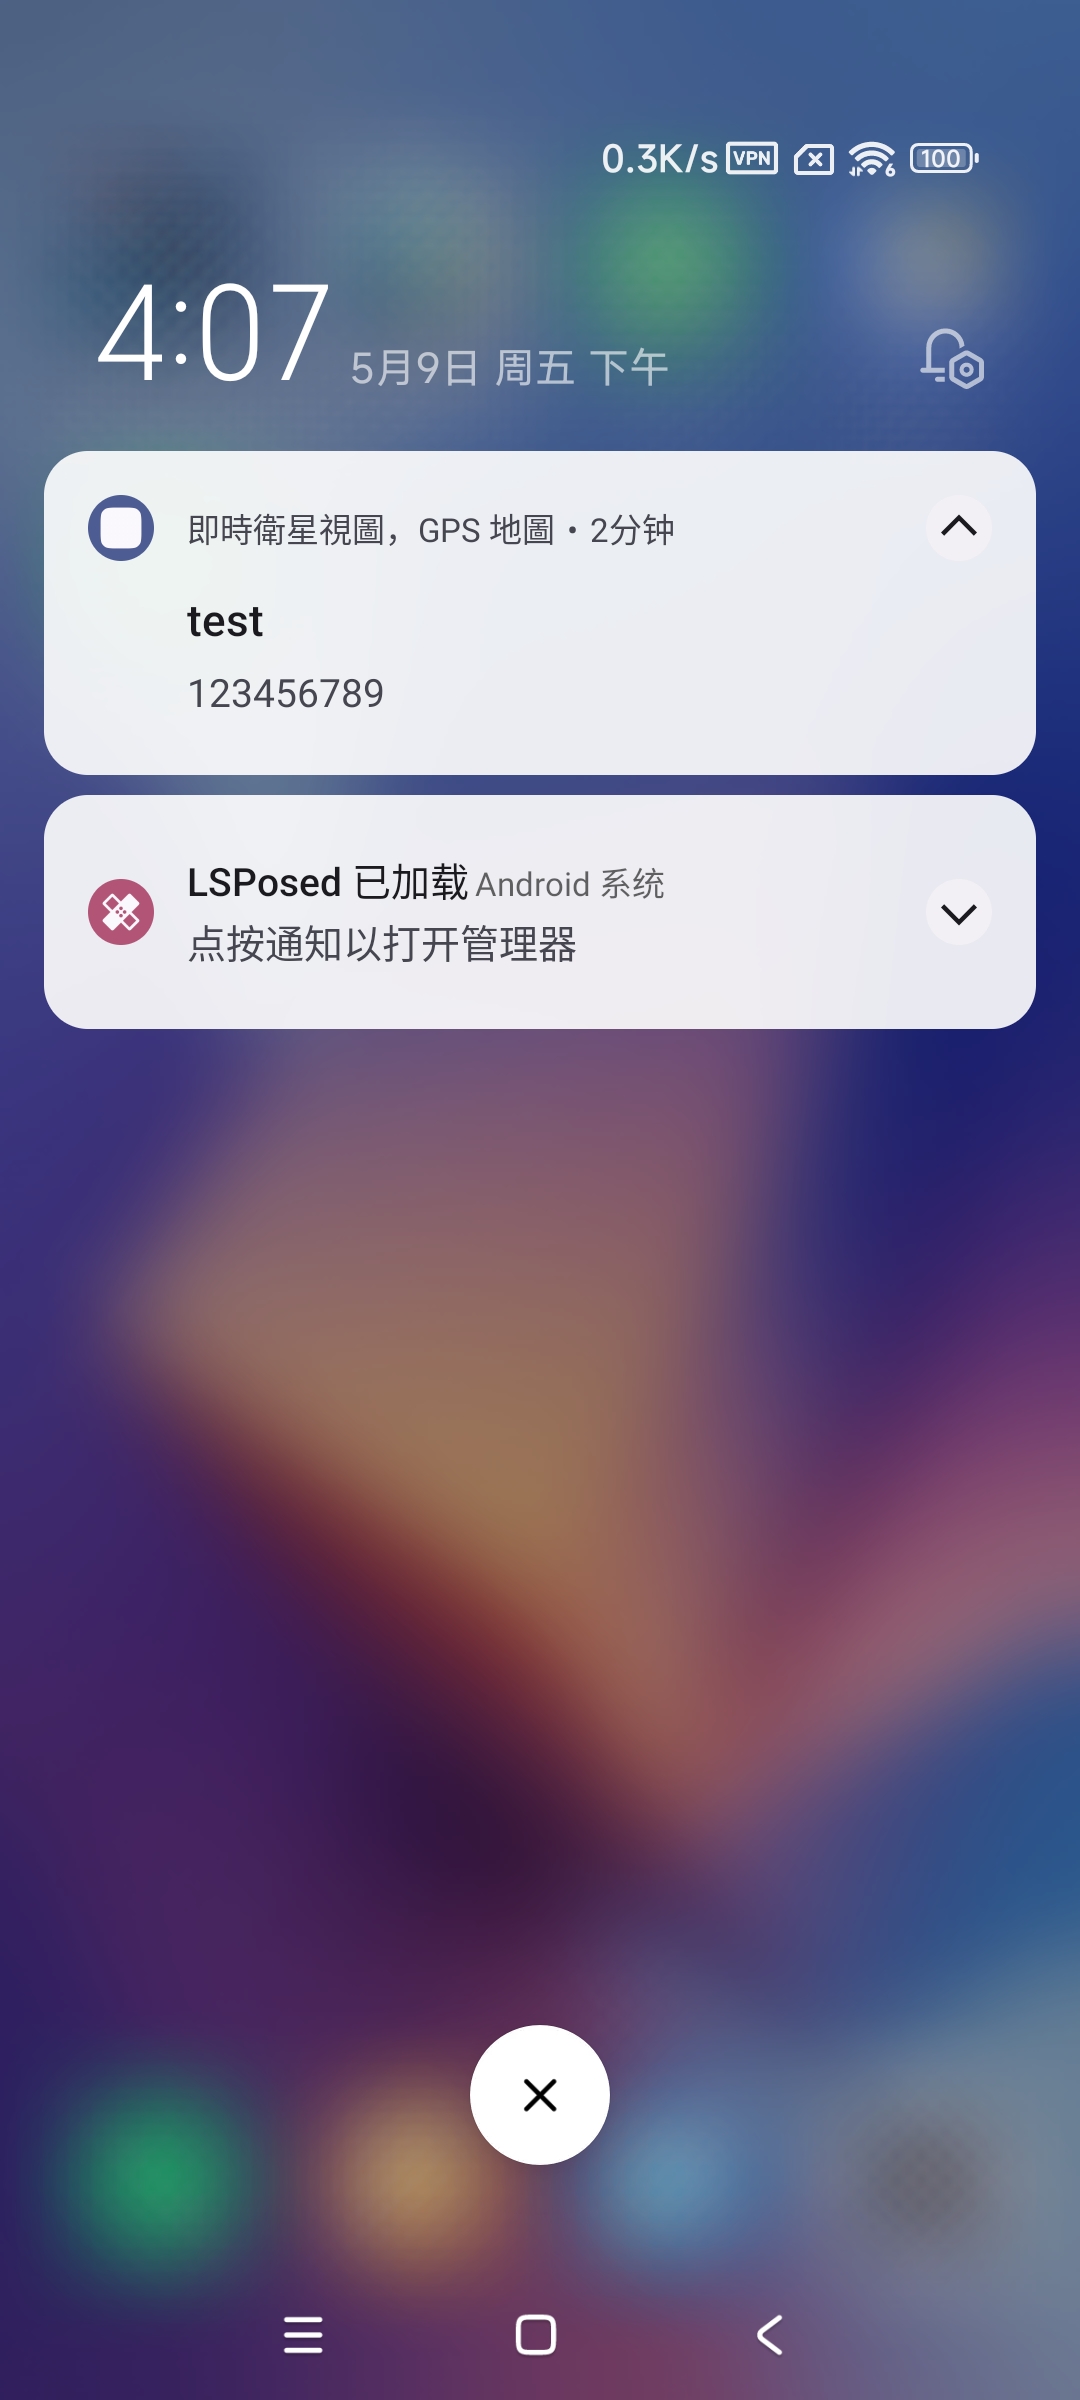 0.3K/s VPN 6 100
4:07 5月9日 周五 下午
即時衛星視圖，GPS 地圖 • 2分钟
test
123456789
LSPosed 已加载 Android 系统
点按通知以打开管理器